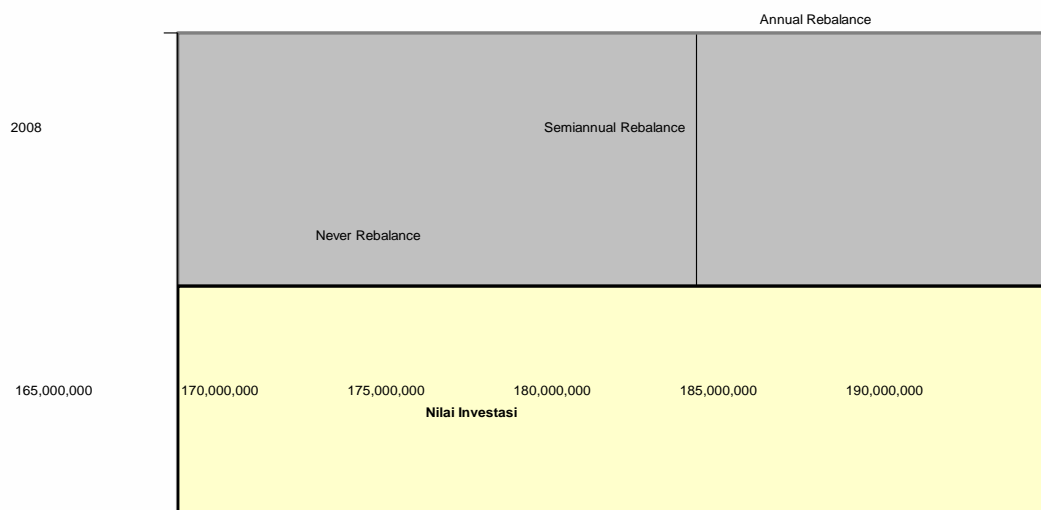 Annual Rebalance
2008
Semiannual Rebalance
Never Rebalance
165,000,000 170,000,000 175,000,000 180,000,000 185,000,000 190,000,000
Nilai Investasi